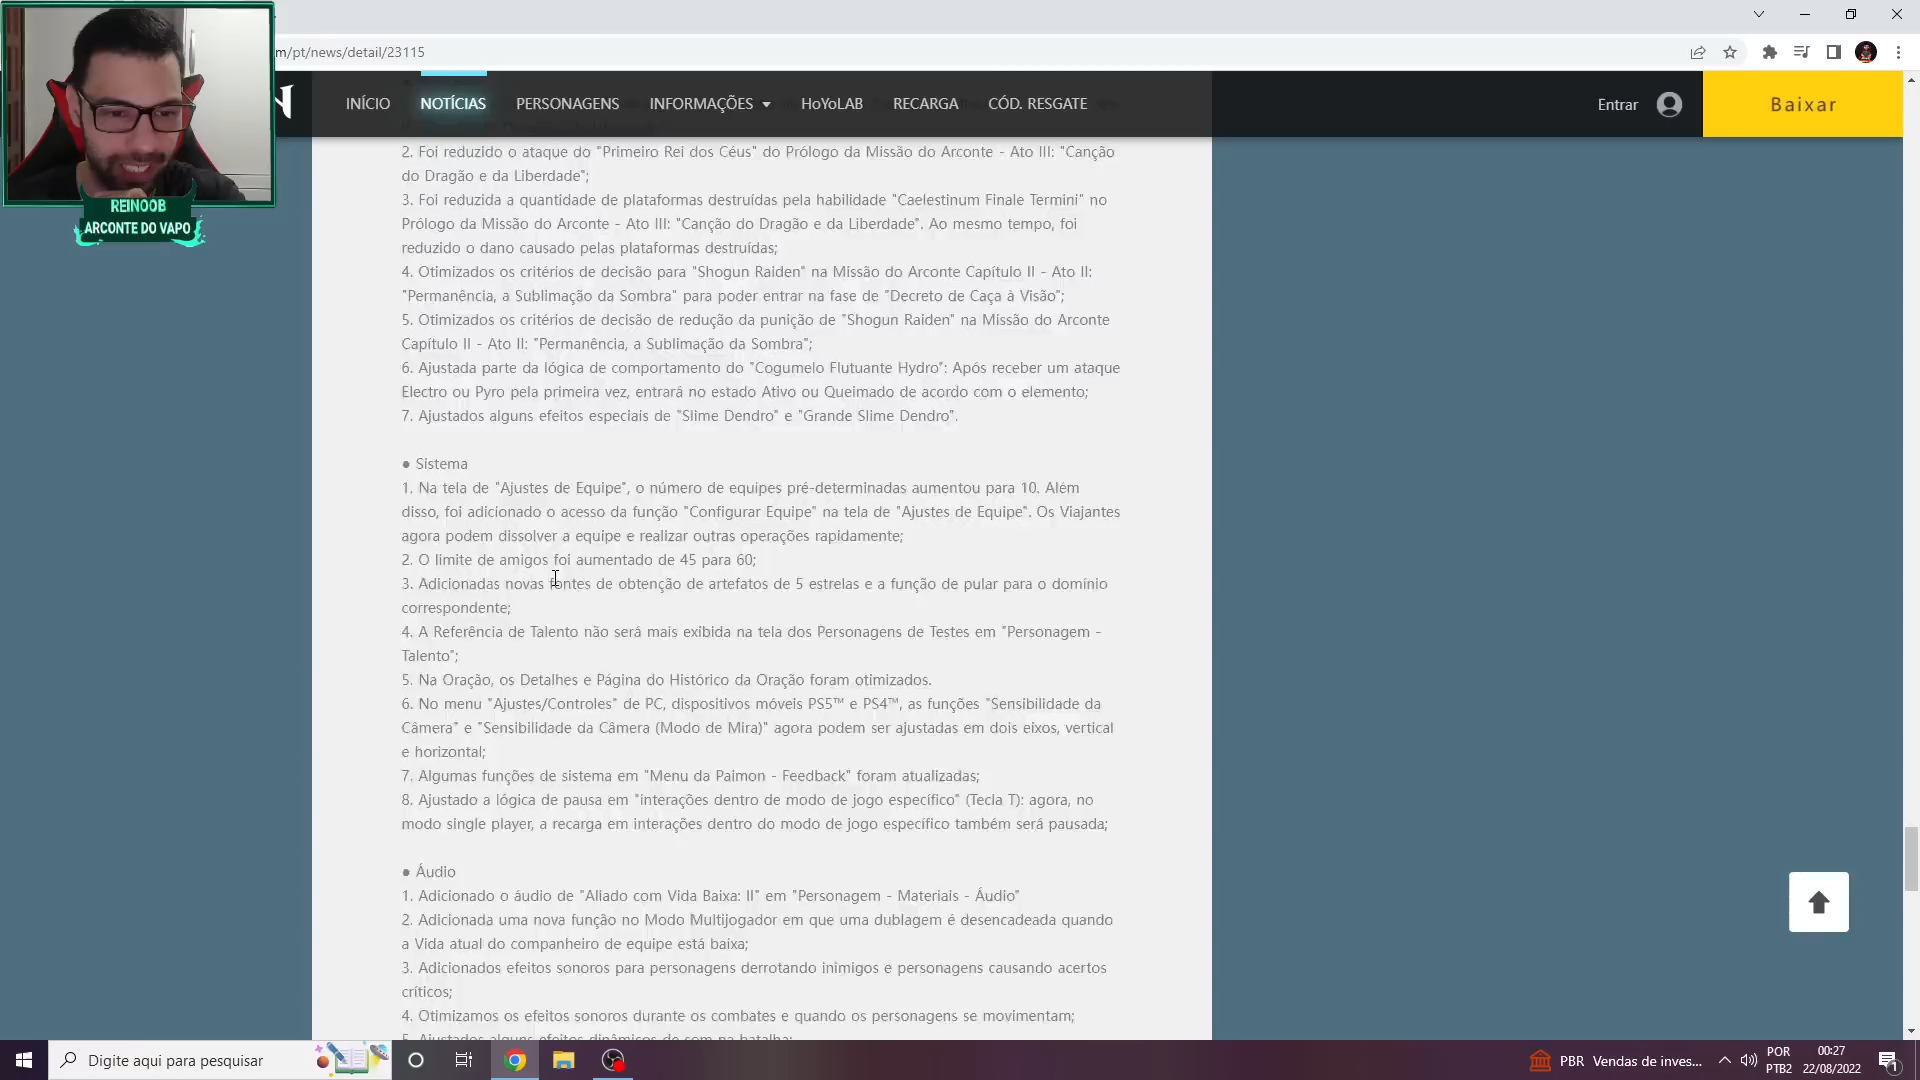 m/pt/news/detail/23115
INÍCIO NOTÍCIAS PERSONAGENS INFORMAÇÕES HoYoLAB RECARGA CÓD. RESGATE Entrar Baixar
REINOOB
ARCONTE DO VAPO
2. Foi reduzido o ataque do "Primeiro Rei dos Céus" do Prólogo da Missão do Arconte - Ato III: "Canção
do Dragão e da Liberdade";
3. Foi reduzida a quantidade de plataformas destruídas pela habilidade "Caelestinum Finale Termini" no
Prólogo da Missão do Arconte - Ato III: "Canção do Dragão e da Liberdade". Ao mesmo tempo, foi
reduzido o dano causado pelas plataformas destruídas;
4. Otimizados os critérios de decisão para "Shogun Raiden" na Missão do Arconte Capítulo II - Ato II:
"Permanência, a Sublimação da Sombra" para poder entrar na fase de "Decreto de Caça à Visão";
5. Otimizados os critérios de decisão de redução da punição de "Shogun Raiden" na Missão do Arconte
Capítulo II - Ato II: "Permanência, a Sublimação da Sombra";
6. Ajustada parte da lógica de comportamento do "Cogumelo Flutuante Hydro": Após receber um ataque
Electro ou Pyro pela primeira vez, entrará no estado Ativo ou Queimado de acordo com o elemento;
7. Ajustados alguns efeitos especiais de "Slime Dendro" e "Grande Slime Dendro".
● Sistema
1. Na tela de "Ajustes de Equipe", o número de equipes pré-determinadas aumentou para 10. Além
disso, foi adicionado o acesso da função "Configurar Equipe" na tela de "Ajustes de Equipe". Os Viajantes
agora podem dissolver a equipe e realizar outras operações rapidamente;
2. O limite de amigos foi aumentado de 45 para 60;
3. Adicionadas novas fontes de obtenção de artefatos de 5 estrelas e a função de pular para o domínio
correspondente;
4. A Referência de Talento não será mais exibida na tela dos Personagens de Testes em "Personagem -
Talento";
5. Na Oração, os Detalhes e Página do Histórico da Oração foram otimizados.
6. No menu "Ajustes/Controles" de PC, dispositivos móveis PS5™ e PS4™, as funções "Sensibilidade da
Câmera" e "Sensibilidade da Câmera (Modo de Mira)" agora podem ser ajustadas em dois eixos, vertical
e horizontal;
7. Algumas funções de sistema em "Menu da Paimon - Feedback" foram atualizadas;
8. Ajustado a lógica de pausa em "interações dentro de modo de jogo específico" (Tecla T): agora, no
modo single player, a recarga em interações dentro do modo de jogo específico também será pausada;
● Áudio
1. Adicionado o áudio de "Aliado com Vida Baixa: II" em "Personagem - Materiais - Áudio"
2. Adicionada uma nova função no Modo Multijogador em que uma dublagem é desencadeada quando
a Vida atual do companheiro de equipe está baixa;
3. Adicionados efeitos sonoros para personagens derrotando inimigos e personagens causando acertos
críticos;
4. Otimizamos os efeitos sonoros durante os combates e quando os personagens se movimentam;
5. Ajustados alguns efeitos dinâmicos de som na batalha;
Digite aqui para pesquisar
PBR Vendas de inves...
POR
PTB2
00:27
22/08/2022
1